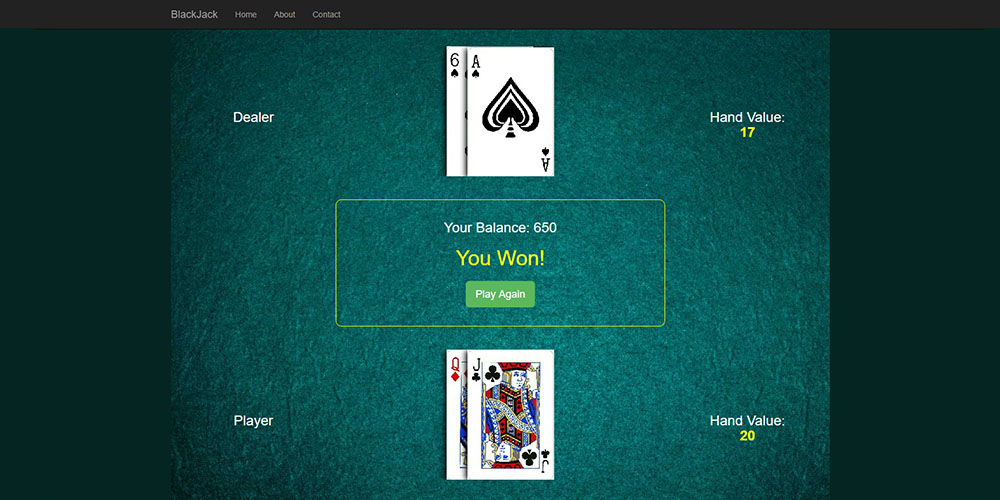 BlackJack Home About Contact
6 A
Dealer
Hand Value:
17
A
Your Balance: 650
You Won!
Play Again
Q J
Player
Hand Value:
20
J